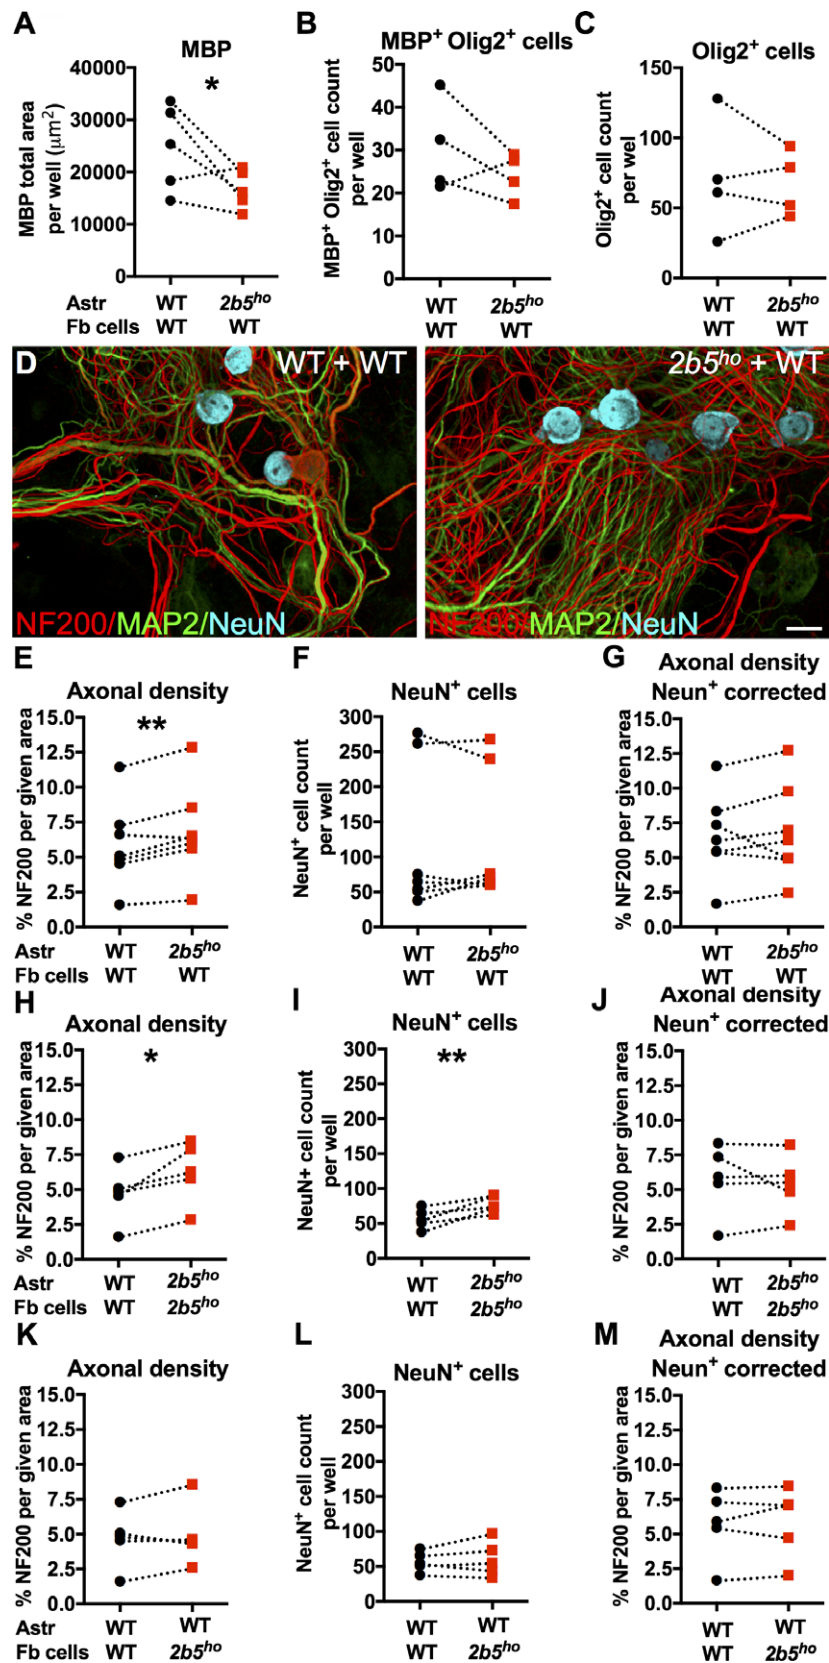 A
MBP
*
MBP total area
per well (μm²)
40000
30000
20000
10000
0
Astr WT 2b5ʰᵒ
Fb cells WT WT
B
MBP⁺ Olig2⁺ cells
MBP⁺ Olig2⁺ cell count
per well
50
40
30
20
10
0
WT 2b5ʰᵒ
WT WT
C
Olig2⁺ cells
Olig2⁺ cell count
per wel
150
100
50
0
WT 2b5ʰᵒ
WT WT
D
WT + WT
NF200/MAP2/NeuN
2b5ʰᵒ + WT
NF200/MAP2/NeuN
E
Axonal density
**
% NF200 per given area
15.0
12.5
10.0
7.5
5.0
2.5
0.0
Astr WT 2b5ʰᵒ
Fb cells WT WT
F
NeuN⁺ cells
NeuN⁺ cell count
per well
300
250
200
150
100
50
0
WT 2b5ʰᵒ
WT WT
G
Axonal density
Neun⁺ corrected
% NF200 per given area
15.0
12.5
10.0
7.5
5.0
2.5
0.0
WT 2b5ʰᵒ
WT WT
H
Axonal density
*
% NF200 per given area
15.0
12.5
10.0
7.5
5.0
2.5
0.0
Astr WT 2b5ʰᵒ
Fb cells WT 2b5ʰᵒ
I
NeuN⁺ cells
**
NeuN+ cell count
per well
300
250
200
150
100
50
0
WT 2b5ʰᵒ
WT 2b5ʰᵒ
J
Axonal density
Neun⁺ corrected
% NF200 per given area
15.0
12.5
10.0
7.5
5.0
2.5
0.0
WT 2b5ʰᵒ
WT 2b5ʰᵒ
K
Axonal density
% NF200 per given area
15.0
12.5
10.0
7.5
5.0
2.5
0.0
Astr WT WT
Fb cells WT 2b5ʰᵒ
L
NeuN⁺ cells
NeuN⁺ cell count
per well
300
250
200
150
100
50
0
WT WT
WT 2b5ʰᵒ
M
Axonal density
Neun⁺ corrected
% NF200 per given area
15.0
12.5
10.0
7.5
5.0
2.5
0.0
WT WT
WT 2b5ʰᵒ